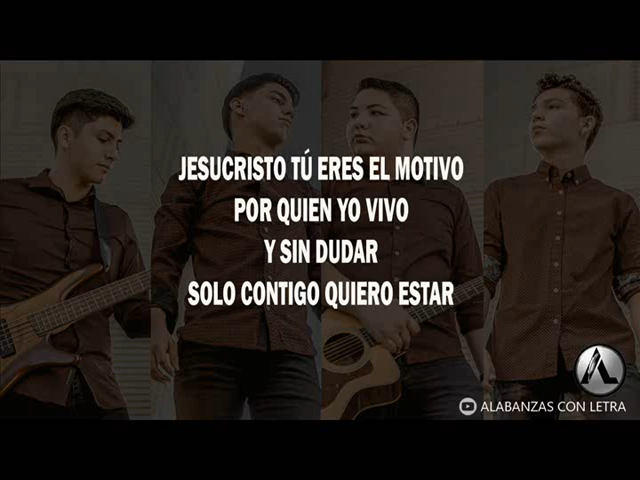 JESUCRISTO TÚ ERES EL MOTIVO
POR QUIEN YO VIVO
Y SIN DUDAR
SOLO CONTIGO QUIERO ESTAR
ALABANZAS CON LETRA